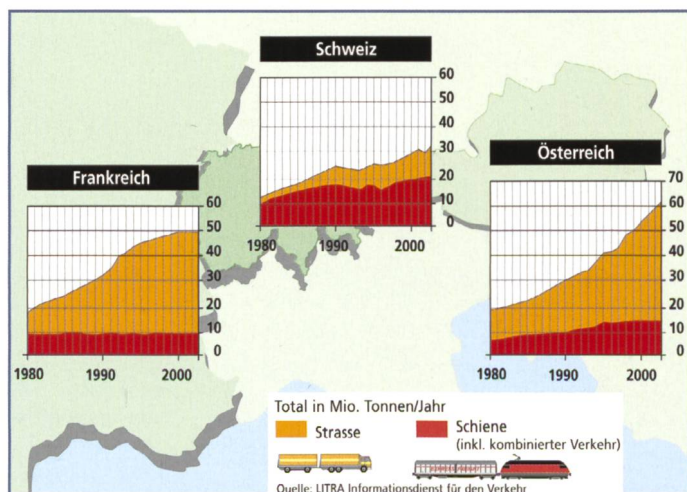 Schweiz
60
50
40
30
20
10
0
1980 1990 2000
Frankreich
60
50
40
30
20
10
0
1980 1990 2000
Österreich
70
60
50
40
30
20
10
0
1980 1990 2000
Total in Mio. Tonnen/Jahr
Strasse
Schiene
(inkl. kombinierter Verkehr)
Quelle: LITRA Informationsdienst für den Verkehr